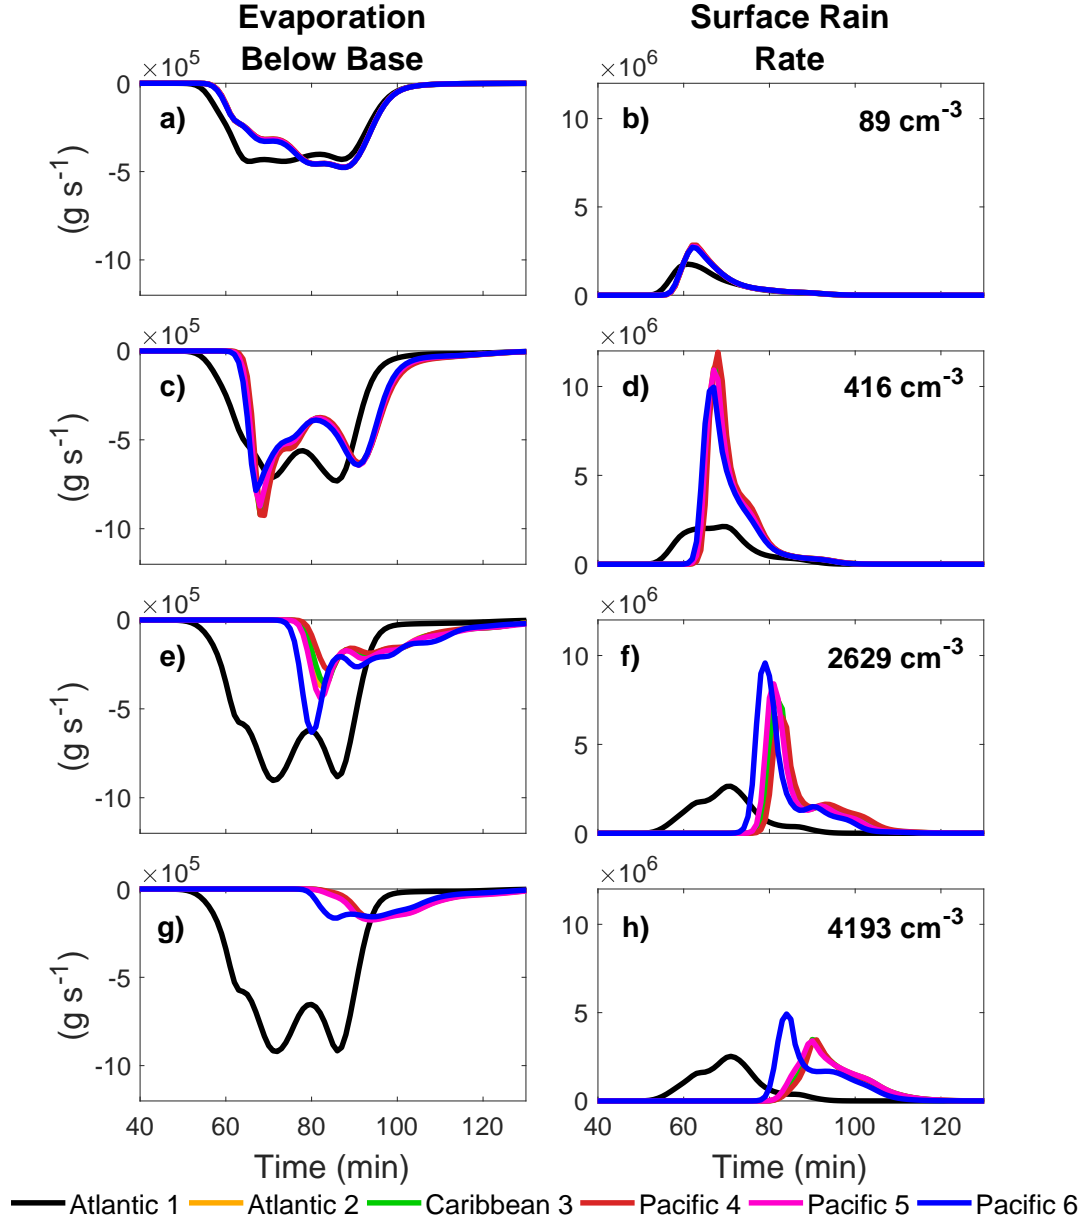 Evaporation
Below Base
Surface Rain
Rate
×10^5
0
-5
-10
(g s^-1)
a)
×10^6
10
5
0
b)
89 cm^-3
×10^5
0
-5
-10
(g s^-1)
c)
×10^6
10
5
0
d)
416 cm^-3
×10^5
0
-5
-10
(g s^-1)
e)
×10^6
10
5
0
f)
2629 cm^-3
×10^5
0
-5
-10
(g s^-1)
g)
40 60 80 100 120
Time (min)
×10^6
10
5
0
h)
4193 cm^-3
40 60 80 100 120
Time (min)
Atlantic 1 Atlantic 2 Caribbean 3 Pacific 4 Pacific 5 Pacific 6